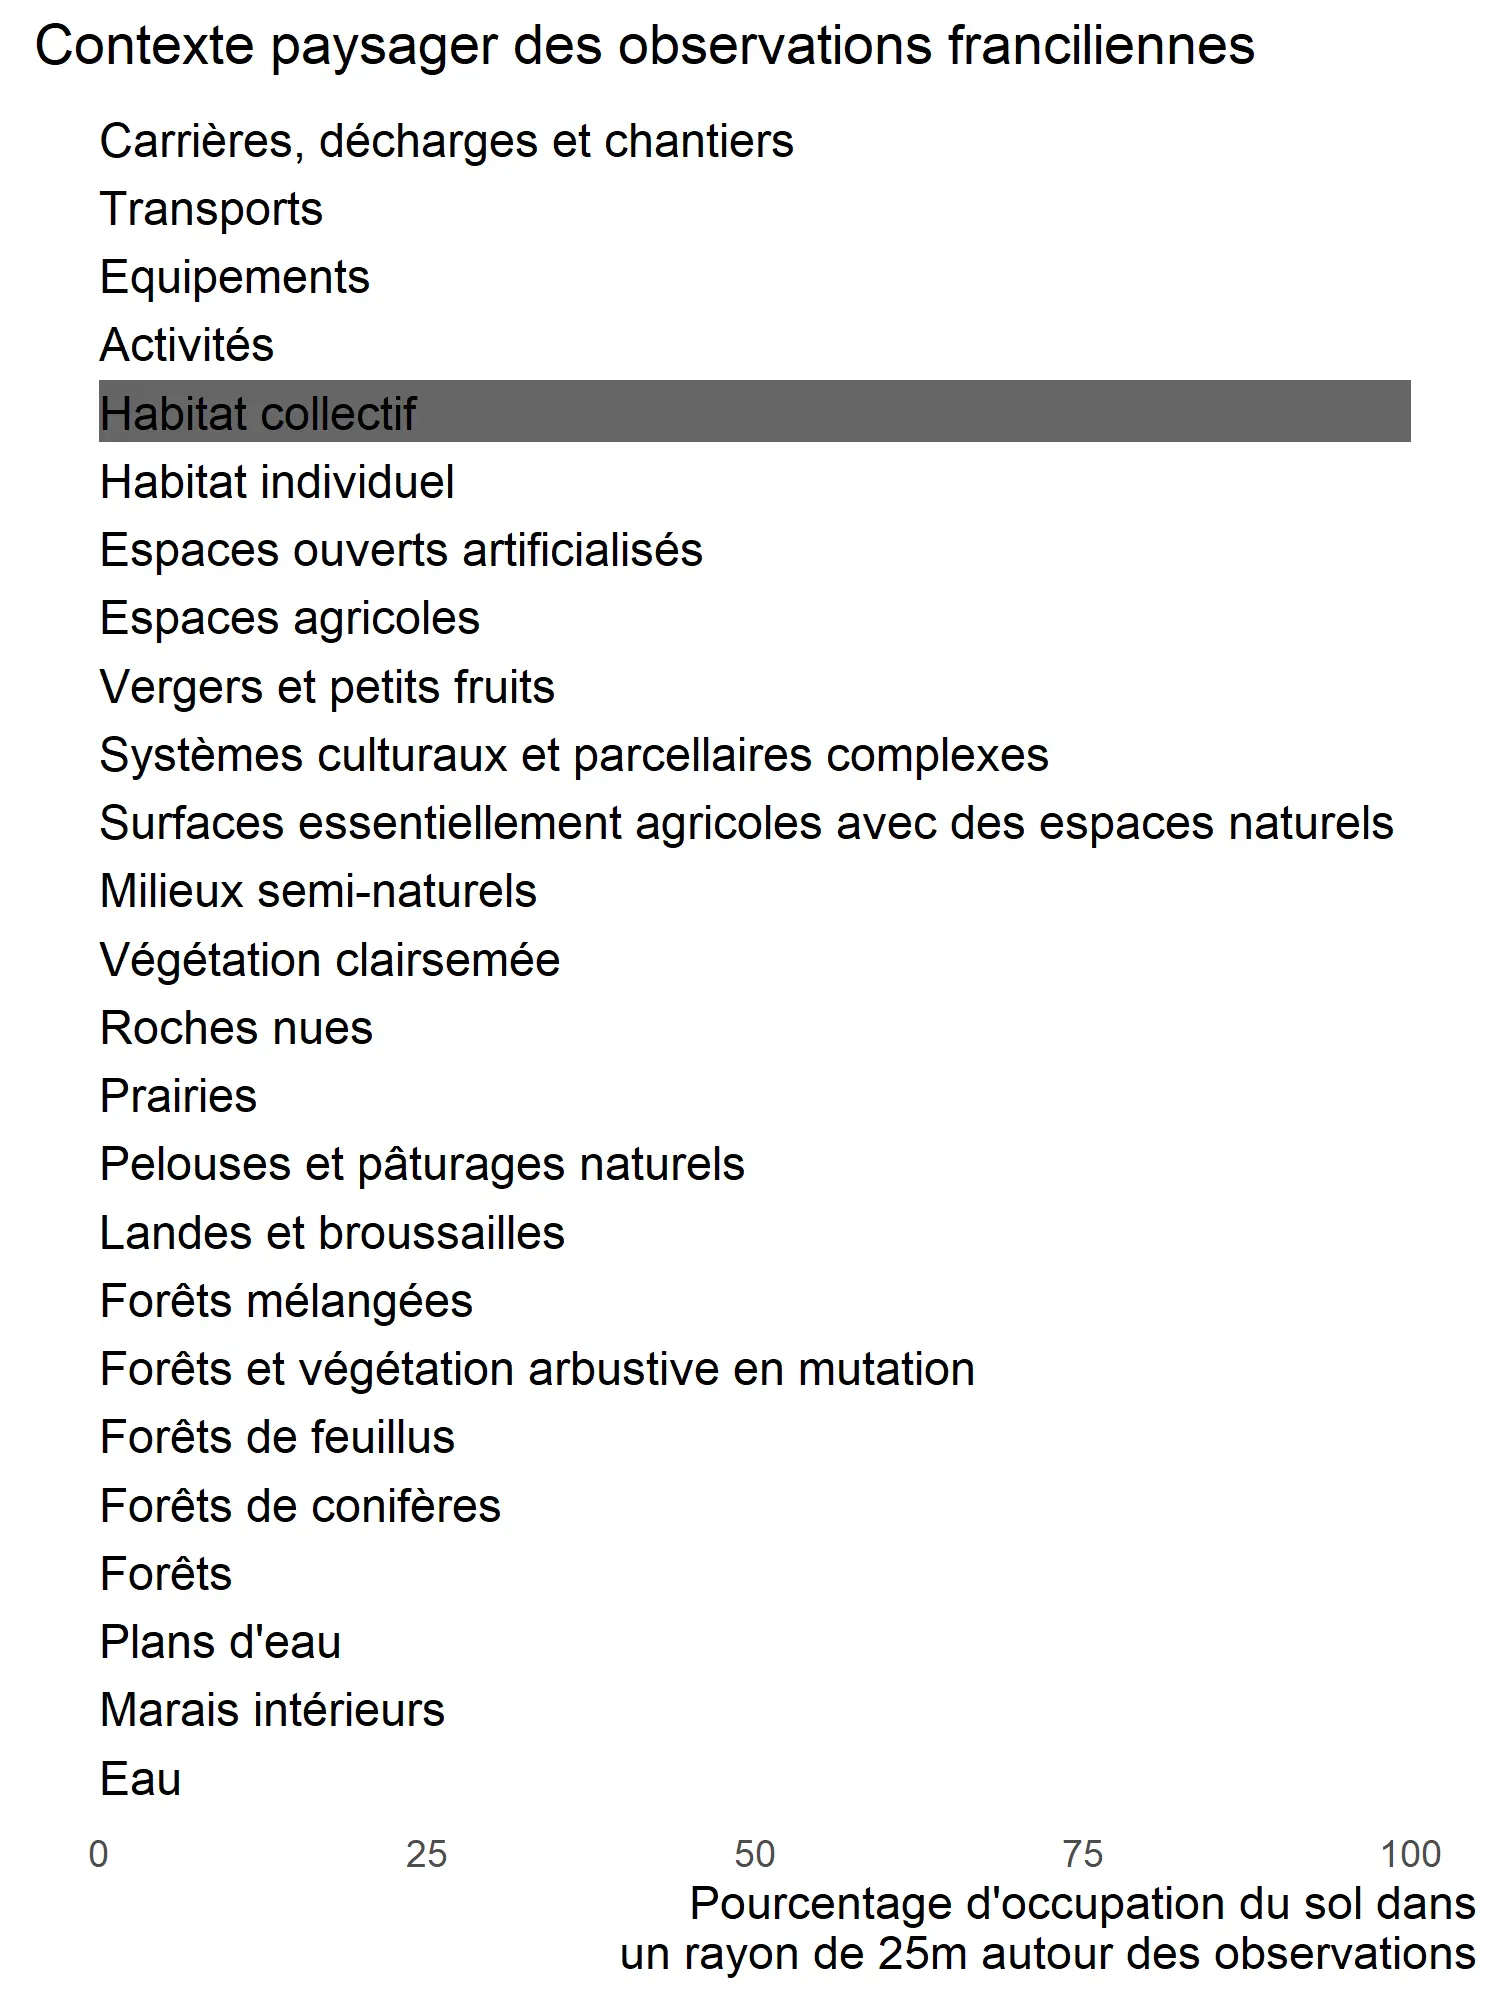 Contexte paysager des observations franciliennes
Carrières, décharges et chantiers
Transports
Equipements
Activités
Habitat collectif
Habitat individuel
Espaces ouverts artificialisés
Espaces agricoles
Vergers et petits fruits
Systèmes culturaux et parcellaires complexes
Surfaces essentiellement agricoles avec des espaces naturels
Milieux semi-naturels
Végétation clairsemée
Roches nues
Prairies
Pelouses et pâturages naturels
Landes et broussailles
Forêts mélangées
Forêts et végétation arbustive en mutation
Forêts de feuillus
Forêts de conifères
Forêts
Plans d'eau
Marais intérieurs
Eau
0 25 50 75 100
Pourcentage d'occupation du sol dans
un rayon de 25m autour des observations